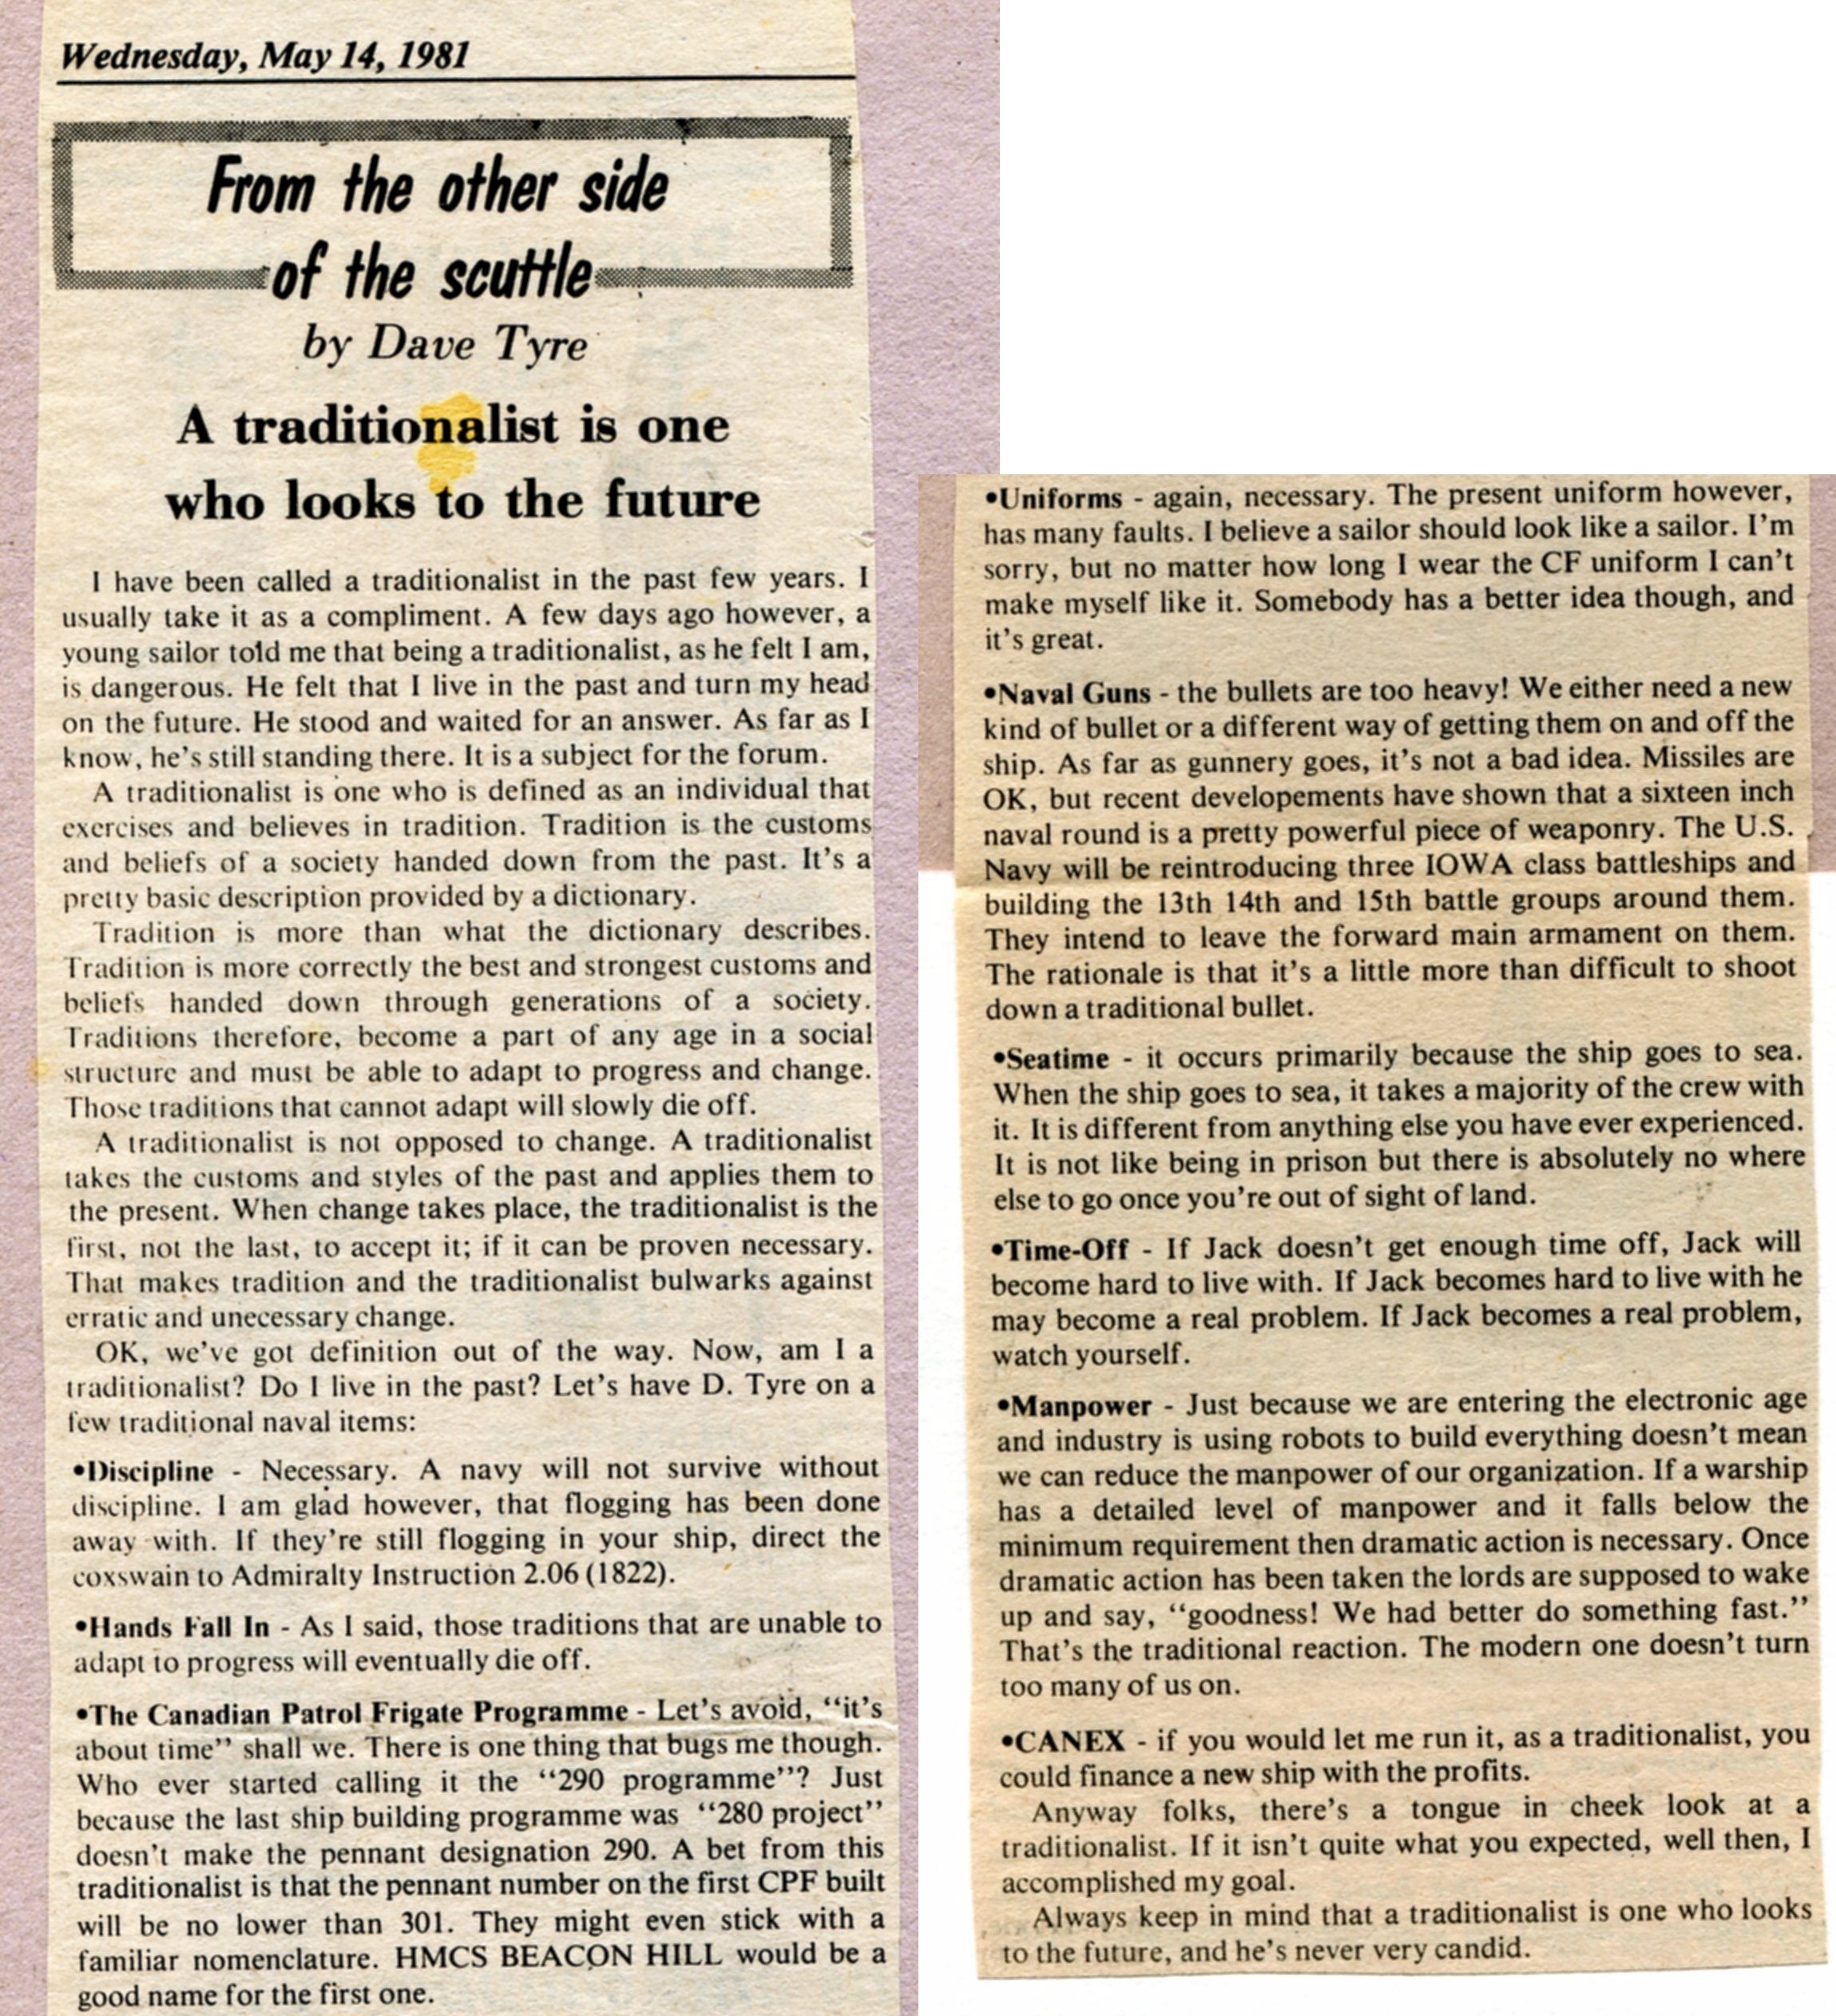 Wednesday, May 14, 1981
From the other side
of the scuttle
by Dave Tyre
A traditionalist is one
who looks to the future
I have been called a traditionalist in the past few years. I
usually take it as a compliment. A few days ago however, a
young sailor told me that being a traditionalist, as he felt I am,
is dangerous. He felt that I live in the past and turn my head
on the future. He stood and waited for an answer. As far as I
know, he's still standing there. It is a subject for the forum.
A traditionalist is one who is defined as an individual that
exercises and believes in tradition. Tradition is the customs
and beliefs of a society handed down from the past. It's a
pretty basic description provided by a dictionary.
Tradition is more than what the dictionary describes.
Tradition is more correctly the best and strongest customs and
beliefs handed down through generations of a society.
Traditions therefore, become a part of any age in a social
structure and must be able to adapt to progress and change.
Those traditions that cannot adapt will slowly die off.
A traditionalist is not opposed to change. A traditionalist
takes the customs and styles of the past and applies them to
the present. When change takes place, the traditionalist is the
first, not the last, to accept it; if it can be proven necessary.
That makes tradition and the traditionalist bulwarks against
erratic and unecessary change.
OK, we've got definition out of the way. Now, am I a
traditionalist? Do I live in the past? Let's have D. Tyre on a
few traditional naval items:
•Discipline - Necessary. A navy will not survive without
discipline. I am glad however, that flogging has been done
away with. If they're still flogging in your ship, direct the
coxswain to Admiralty Instruction 2.06 (1822).
•Hands Fall In - As I said, those traditions that are unable to
adapt to progress will eventually die off.
•The Canadian Patrol Frigate Programme - Let's avoid, "it's
about time" shall we. There is one thing that bugs me though.
Who ever started calling it the "290 programme"? Just
because the last ship building programme was "280 project"
doesn't make the pennant designation 290. A bet from this
traditionalist is that the pennant number on the first CPF built
will be no lower than 301. They might even stick with a
familiar nomenclature. HMCS BEACON HILL would be a
good name for the first one.
•Uniforms - again, necessary. The present uniform however,
has many faults. I believe a sailor should look like a sailor. I'm
sorry, but no matter how long I wear the CF uniform I can't
make myself like it. Somebody has a better idea though, and
it's great.
•Naval Guns - the bullets are too heavy! We either need a new
kind of bullet or a different way of getting them on and off the
ship. As far as gunnery goes, it's not a bad idea. Missiles are
OK, but recent developements have shown that a sixteen inch
naval round is a pretty powerful piece of weaponry. The U.S.
Navy will be reintroducing three IOWA class battleships and
building the 13th 14th and 15th battle groups around them.
They intend to leave the forward main armament on them.
The rationale is that it's a little more than difficult to shoot
down a traditional bullet.
•Seatime - it occurs primarily because the ship goes to sea.
When the ship goes to sea, it takes a majority of the crew with
it. It is different from anything else you have ever experienced.
It is not like being in prison but there is absolutely no where
else to go once you're out of sight of land.
•Time-Off - If Jack doesn't get enough time off, Jack will
become hard to live with. If Jack becomes hard to live with he
may become a real problem. If Jack becomes a real problem,
watch yourself.
•Manpower - Just because we are entering the electronic age
and industry is using robots to build everything doesn't mean
we can reduce the manpower of our organization. If a warship
has a detailed level of manpower and it falls below the
minimum requirement then dramatic action is necessary. Once
dramatic action has been taken the lords are supposed to wake
up and say, "goodness! We had better do something fast."
That's the traditional reaction. The modern one doesn't turn
too many of us on.
•CANEX - if you would let me run it, as a traditionalist, you
could finance a new ship with the profits.
Anyway folks, there's a tongue in cheek look at a
traditionalist. If it isn't quite what you expected, well then, I
accomplished my goal.
Always keep in mind that a traditionalist is one who looks
to the future, and he's never very candid.